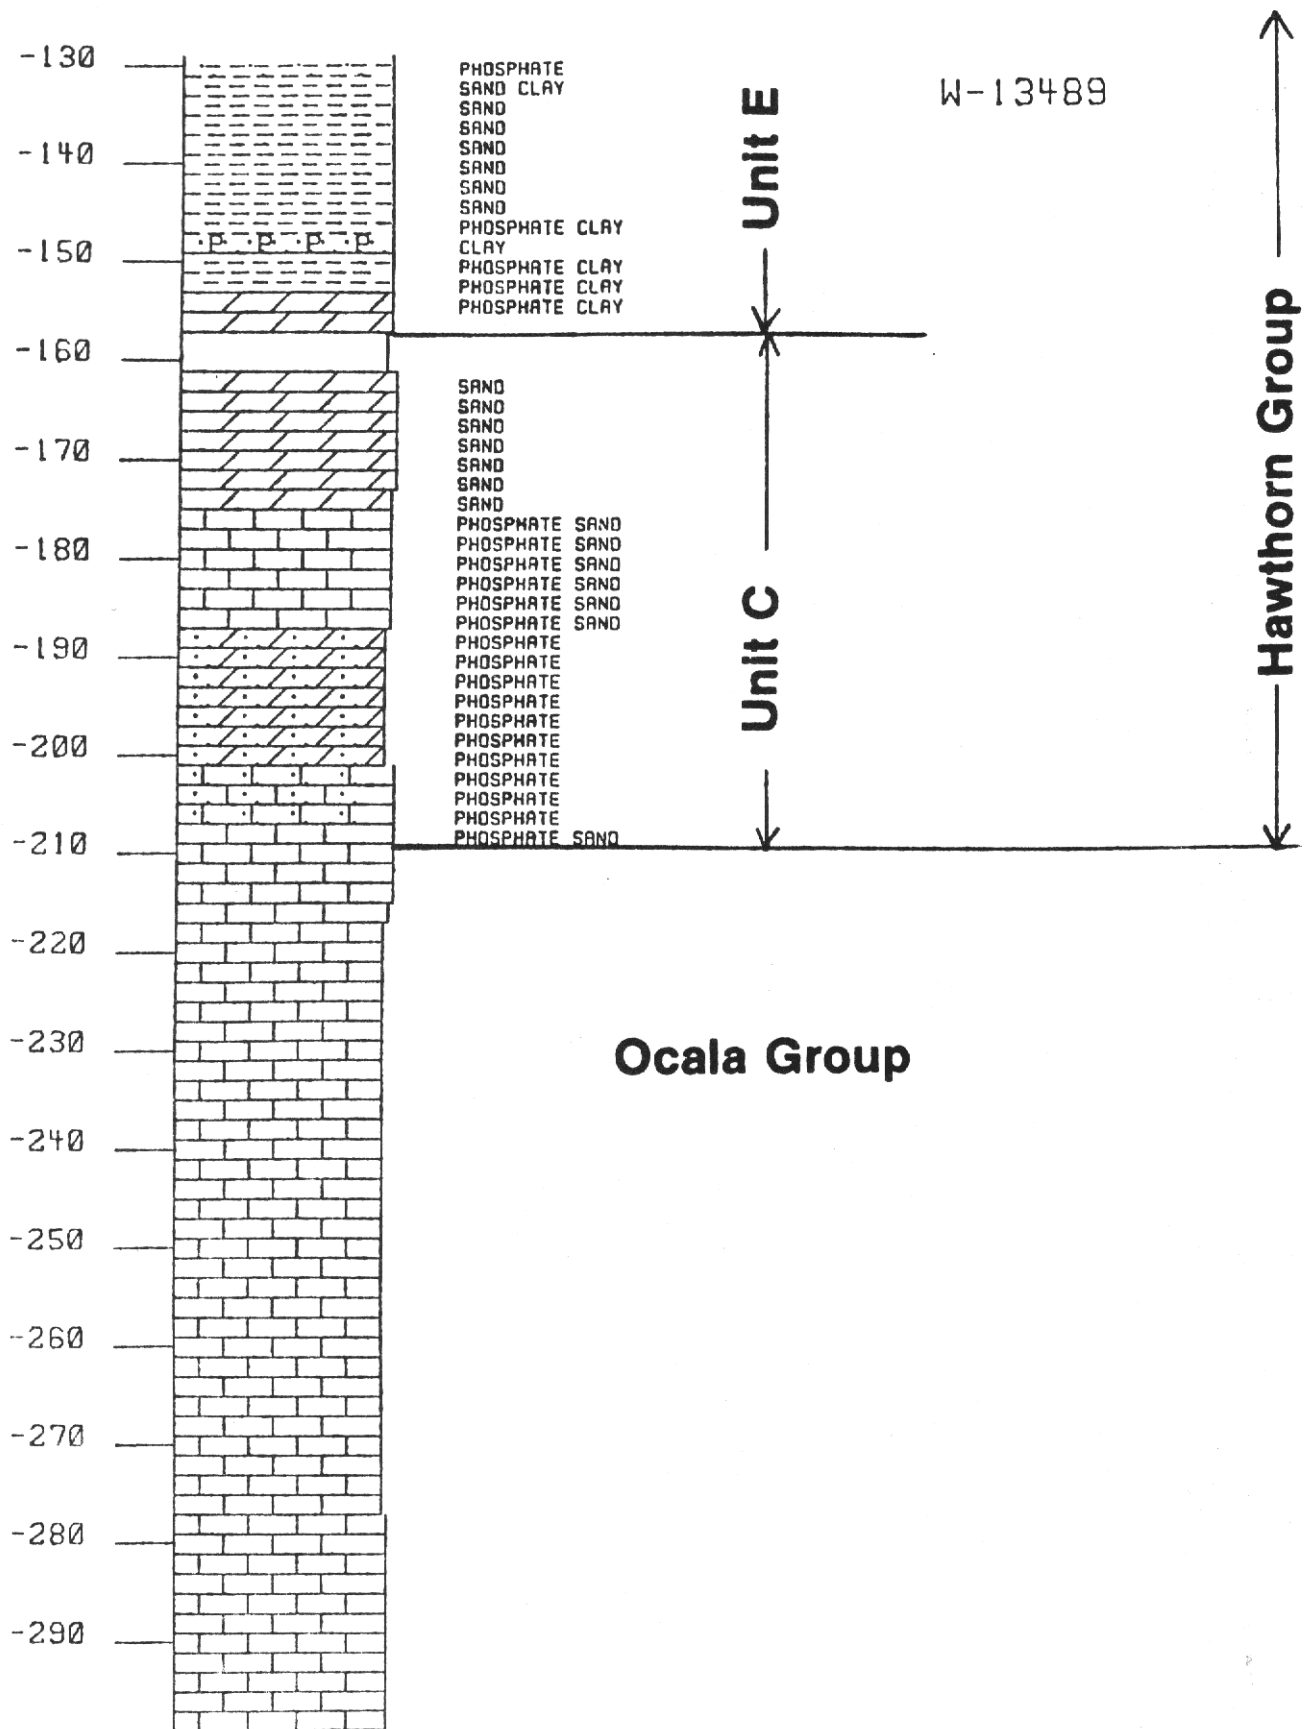 -130
PHOSPHATE
W-13489
SAND CLAY
SAND
SAND
-140
SAND
SAND
SAND
SAND
Unit E
PHOSPHATE CLAY
P P P P
-150
CLAY
PHOSPHATE CLAY
PHOSPHATE CLAY
PHOSPHATE CLAY
-160
SAND
SAND
SAND
-170
SAND
SAND
SAND
SAND
Hawthorn Group
PHOSPHATE SAND
-180
PHOSPHATE SAND
PHOSPHATE SAND
PHOSPHATE SAND
PHOSPHATE SAND
PHOSPHATE SAND
Unit C
-190
PHOSPHATE
PHOSPHATE
PHOSPHATE
PHOSPHATE
PHOSPHATE
-200
PHOSPHATE
PHOSPHATE
PHOSPHATE
PHOSPHATE
PHOSPHATE
-210
PHOSPHATE SAND
-220
-230
Ocala Group
-240
-250
-260
-270
-280
-290